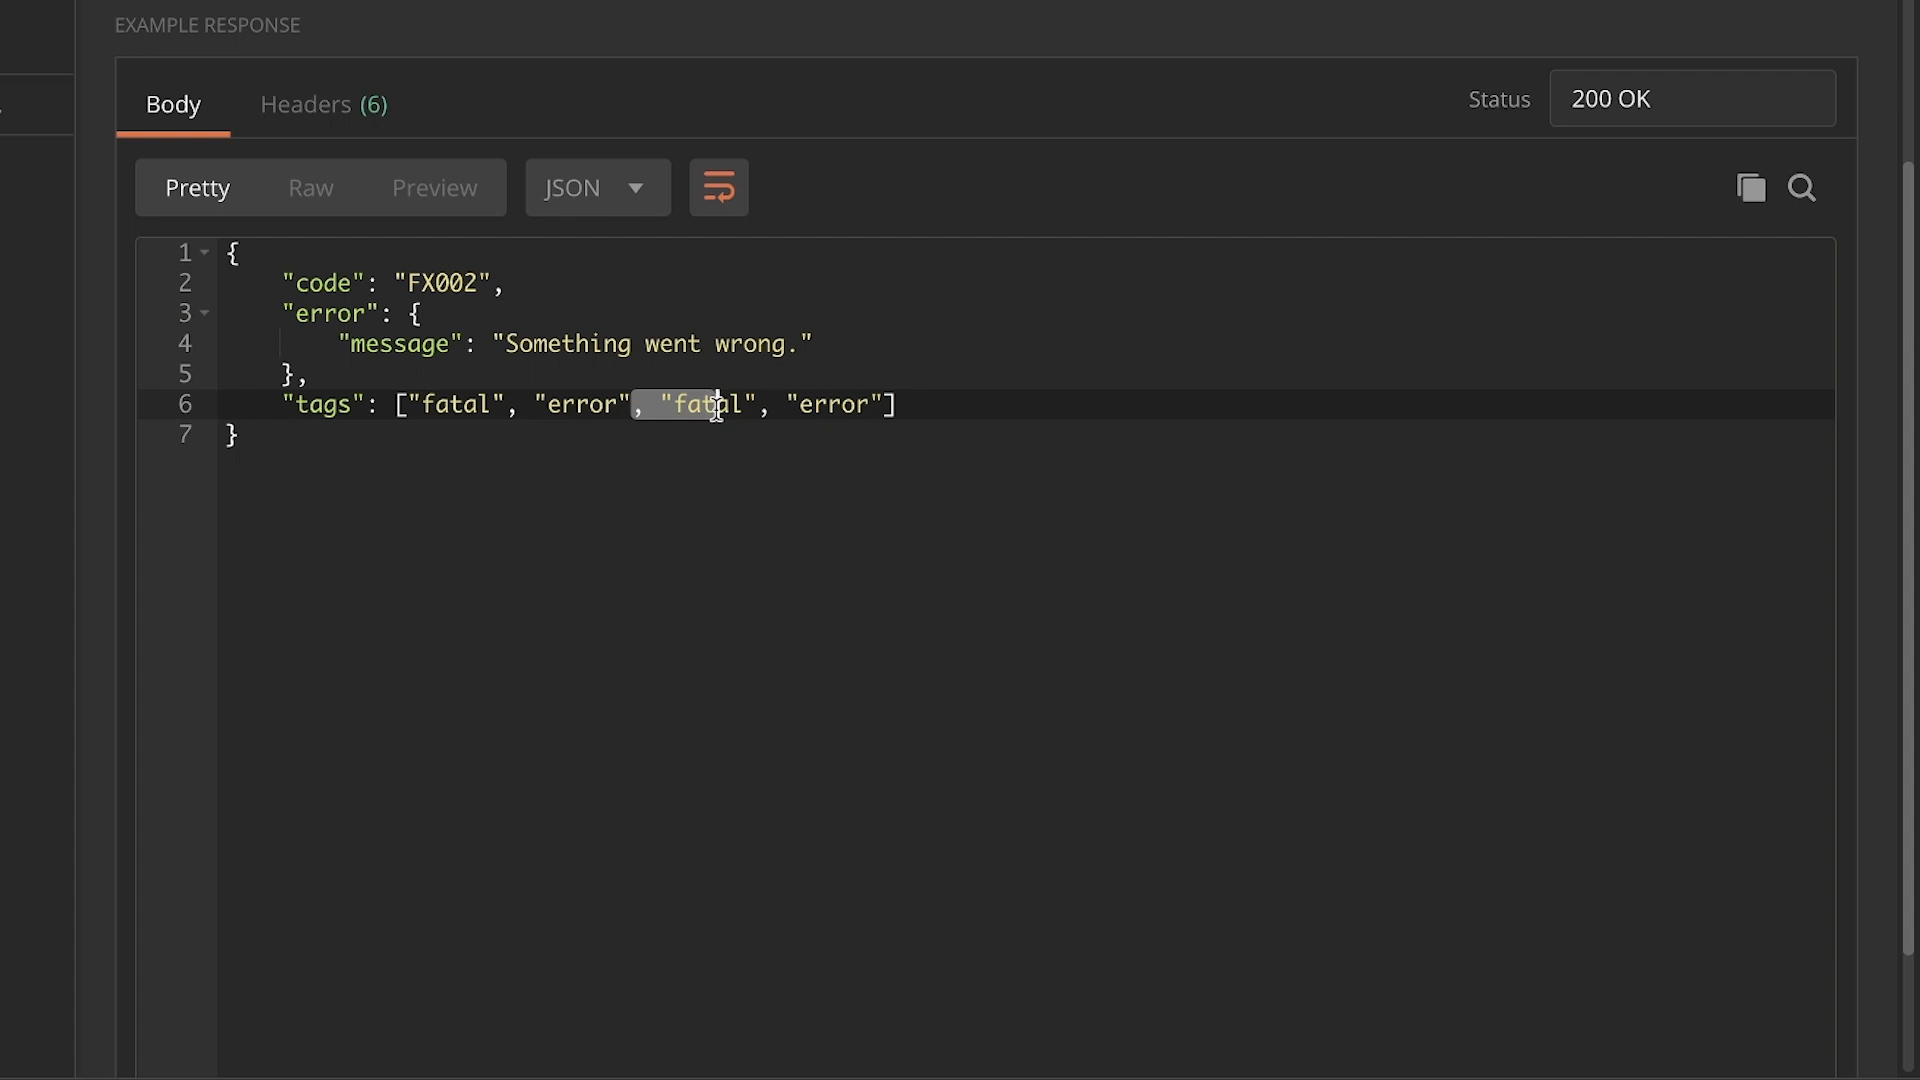 EXAMPLE RESPONSE
Body Headers (6) Status 200 OK
Pretty Raw Preview JSON
1 {
2 "code": "FX002",
3 "error": {
4 "message": "Something went wrong."
5 },
6 "tags": ["fatal", "error", "fatal", "error"]
7 }